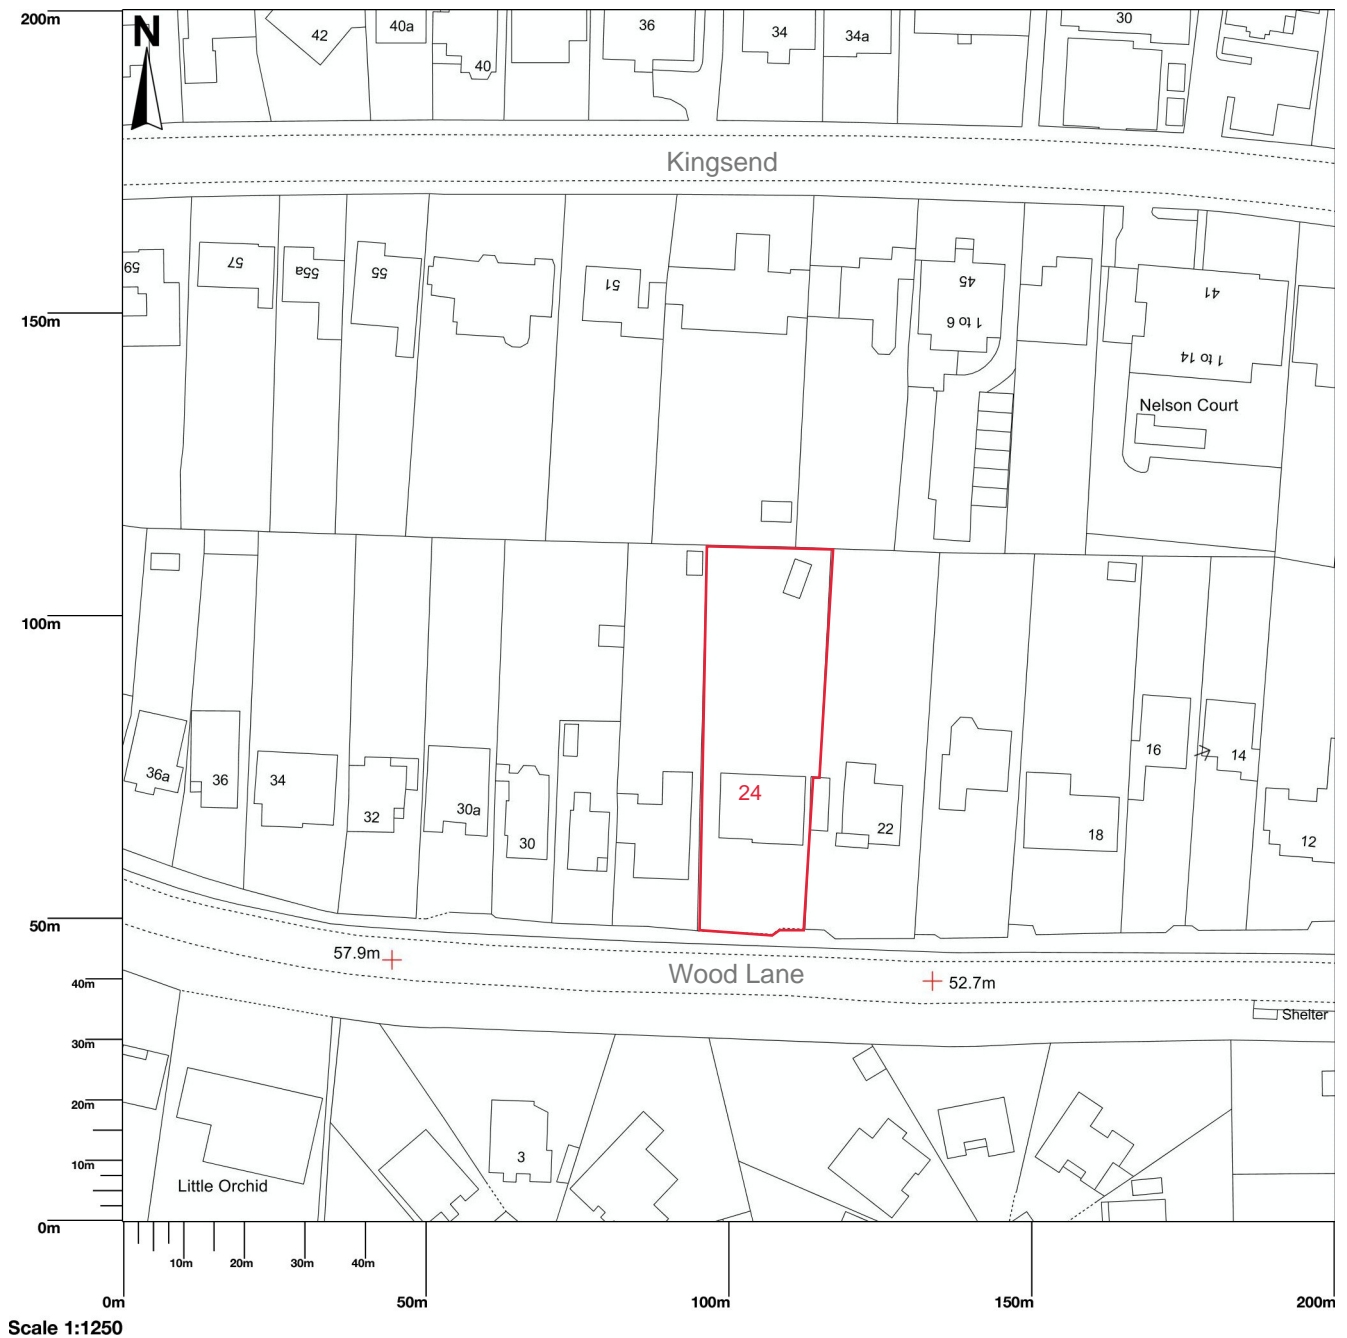 200m
N
42
40a
40
36
34
34a
30
Kingsend
59
57
55a
55
51
45
1 to 6
41
1 to 14
150m
Nelson Court
100m
36a
36
34
32
30a
30
24
22
18
16
14
12
50m
57.9m
Wood Lane
52.7m
40m
Shelter
30m
20m
10m
3
Little Orchid
0m
10m
20m
30m
40m
0m
50m
100m
150m
200m
Scale 1:1250